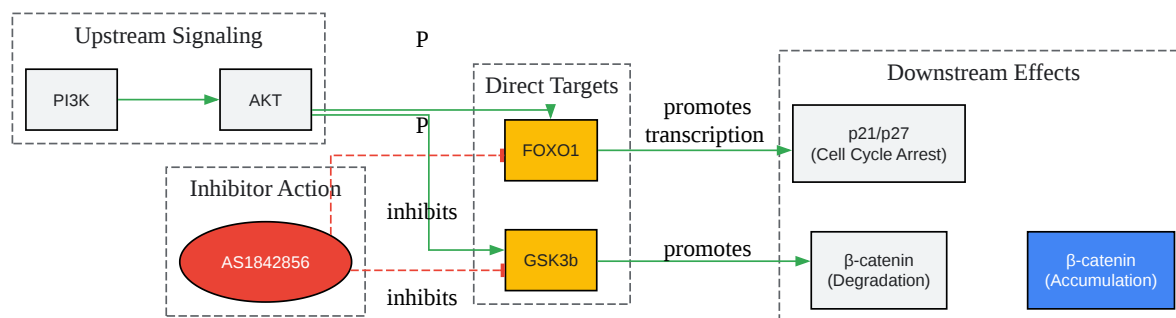 Upstream Signaling
PI3K
AKT
P
P
Inhibitor Action
AS1842856
inhibits
inhibits
Direct Targets
FOXO1
GSK3b
promotes
transcription
promotes
Downstream Effects
p21/p27
(Cell Cycle Arrest)
β-catenin
(Degradation)
β-catenin
(Accumulation)